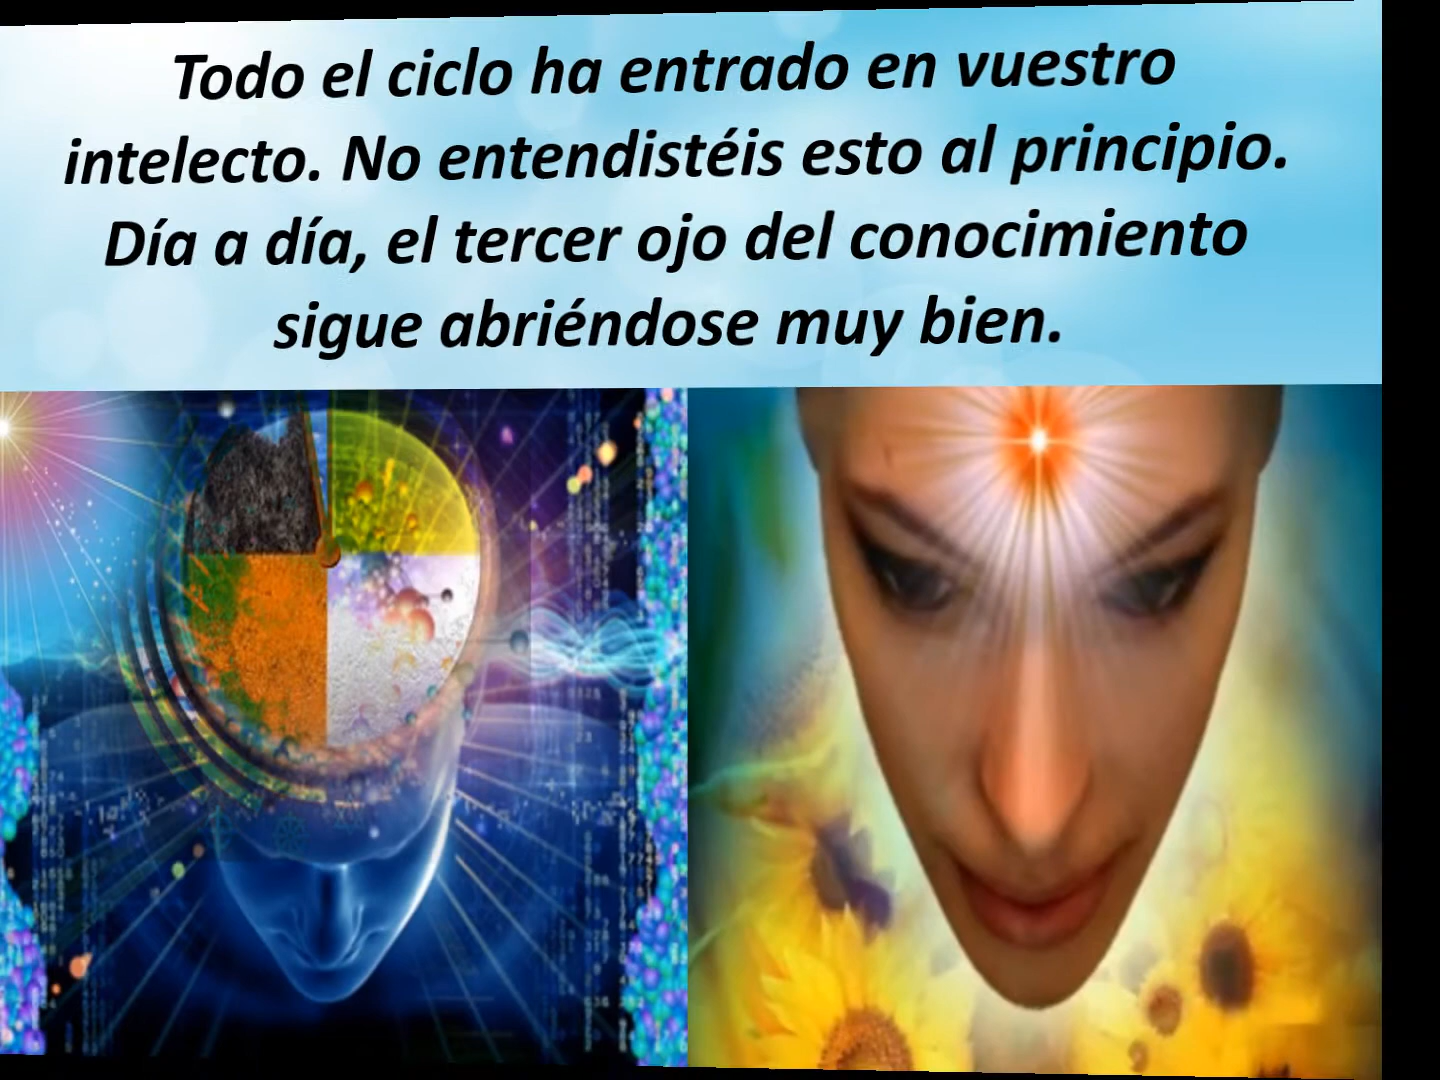 Todo el ciclo ha entrado en vuestro
intelecto. No entendistéis esto al principio.
Día a día, el tercer ojo del conocimiento
sigue abriéndose muy bien.